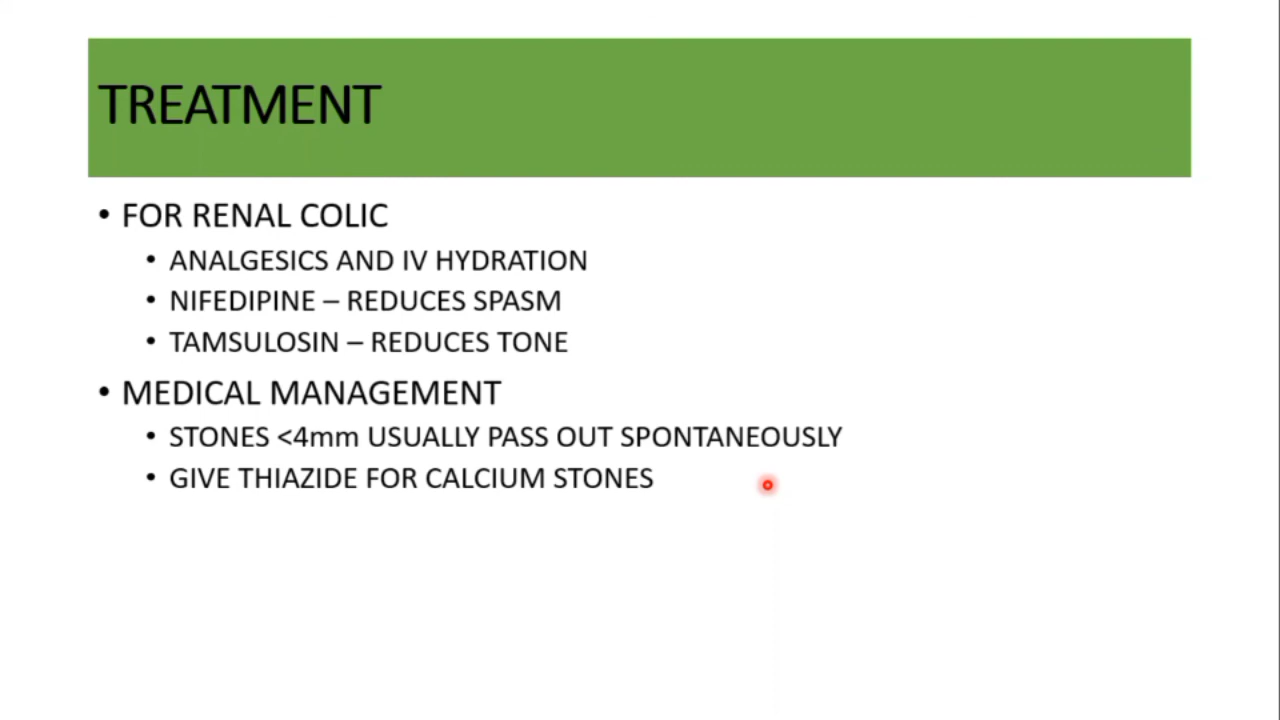 TREATMENT
• FOR RENAL COLIC
• ANALGESICS AND IV HYDRATION
• NIFEDIPINE – REDUCES SPASM
• TAMSULOSIN – REDUCES TONE
• MEDICAL MANAGEMENT
• STONES <4mm USUALLY PASS OUT SPONTANEOUSLY
• GIVE THIAZIDE FOR CALCIUM STONES